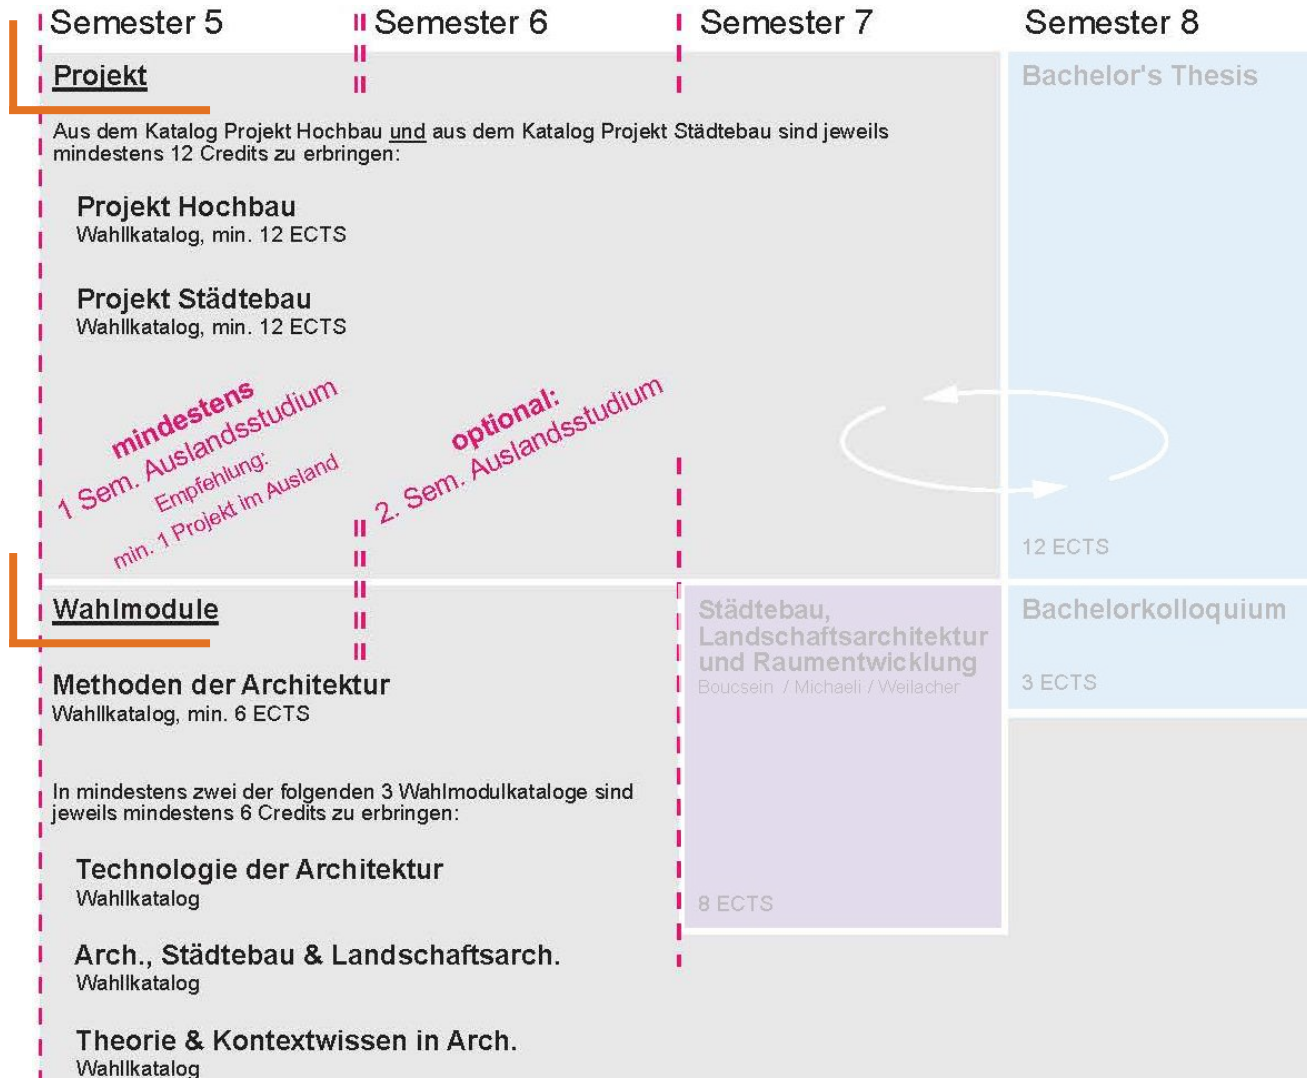 Semester 5
Semester 6
Semester 7
Semester 8
Projekt
Aus dem Katalog Projekt Hochbau und aus dem Katalog Projekt Städtebau sind jeweils
mindestens 12 Credits zu erbringen:
Projekt Hochbau
Wahllkatalog, min. 12 ECTS
Projekt Städtebau
Wahllkatalog, min. 12 ECTS
mindestens
1 Sem. Auslandsstudium
Empfehlung:
min. 1 Projekt im Ausland
optional:
2. Sem. Auslandsstudium
Bachelor's Thesis
12 ECTS
Wahlmodule
Methoden der Architektur
Wahllkatalog, min. 6 ECTS
In mindestens zwei der folgenden 3 Wahlmodulkataloge sind
jeweils mindestens 6 Credits zu erbringen:
Technologie der Architektur
Wahllkatalog
Arch., Städtebau & Landschaftsarch.
Wahllkatalog
Theorie & Kontextwissen in Arch.
Wahllkatalog
Städtebau,
Landschaftsarchitektur
und Raumentwicklung
Boucsein / Michaeli / Weilacher
8 ECTS
Bachelorkolloquium
3 ECTS